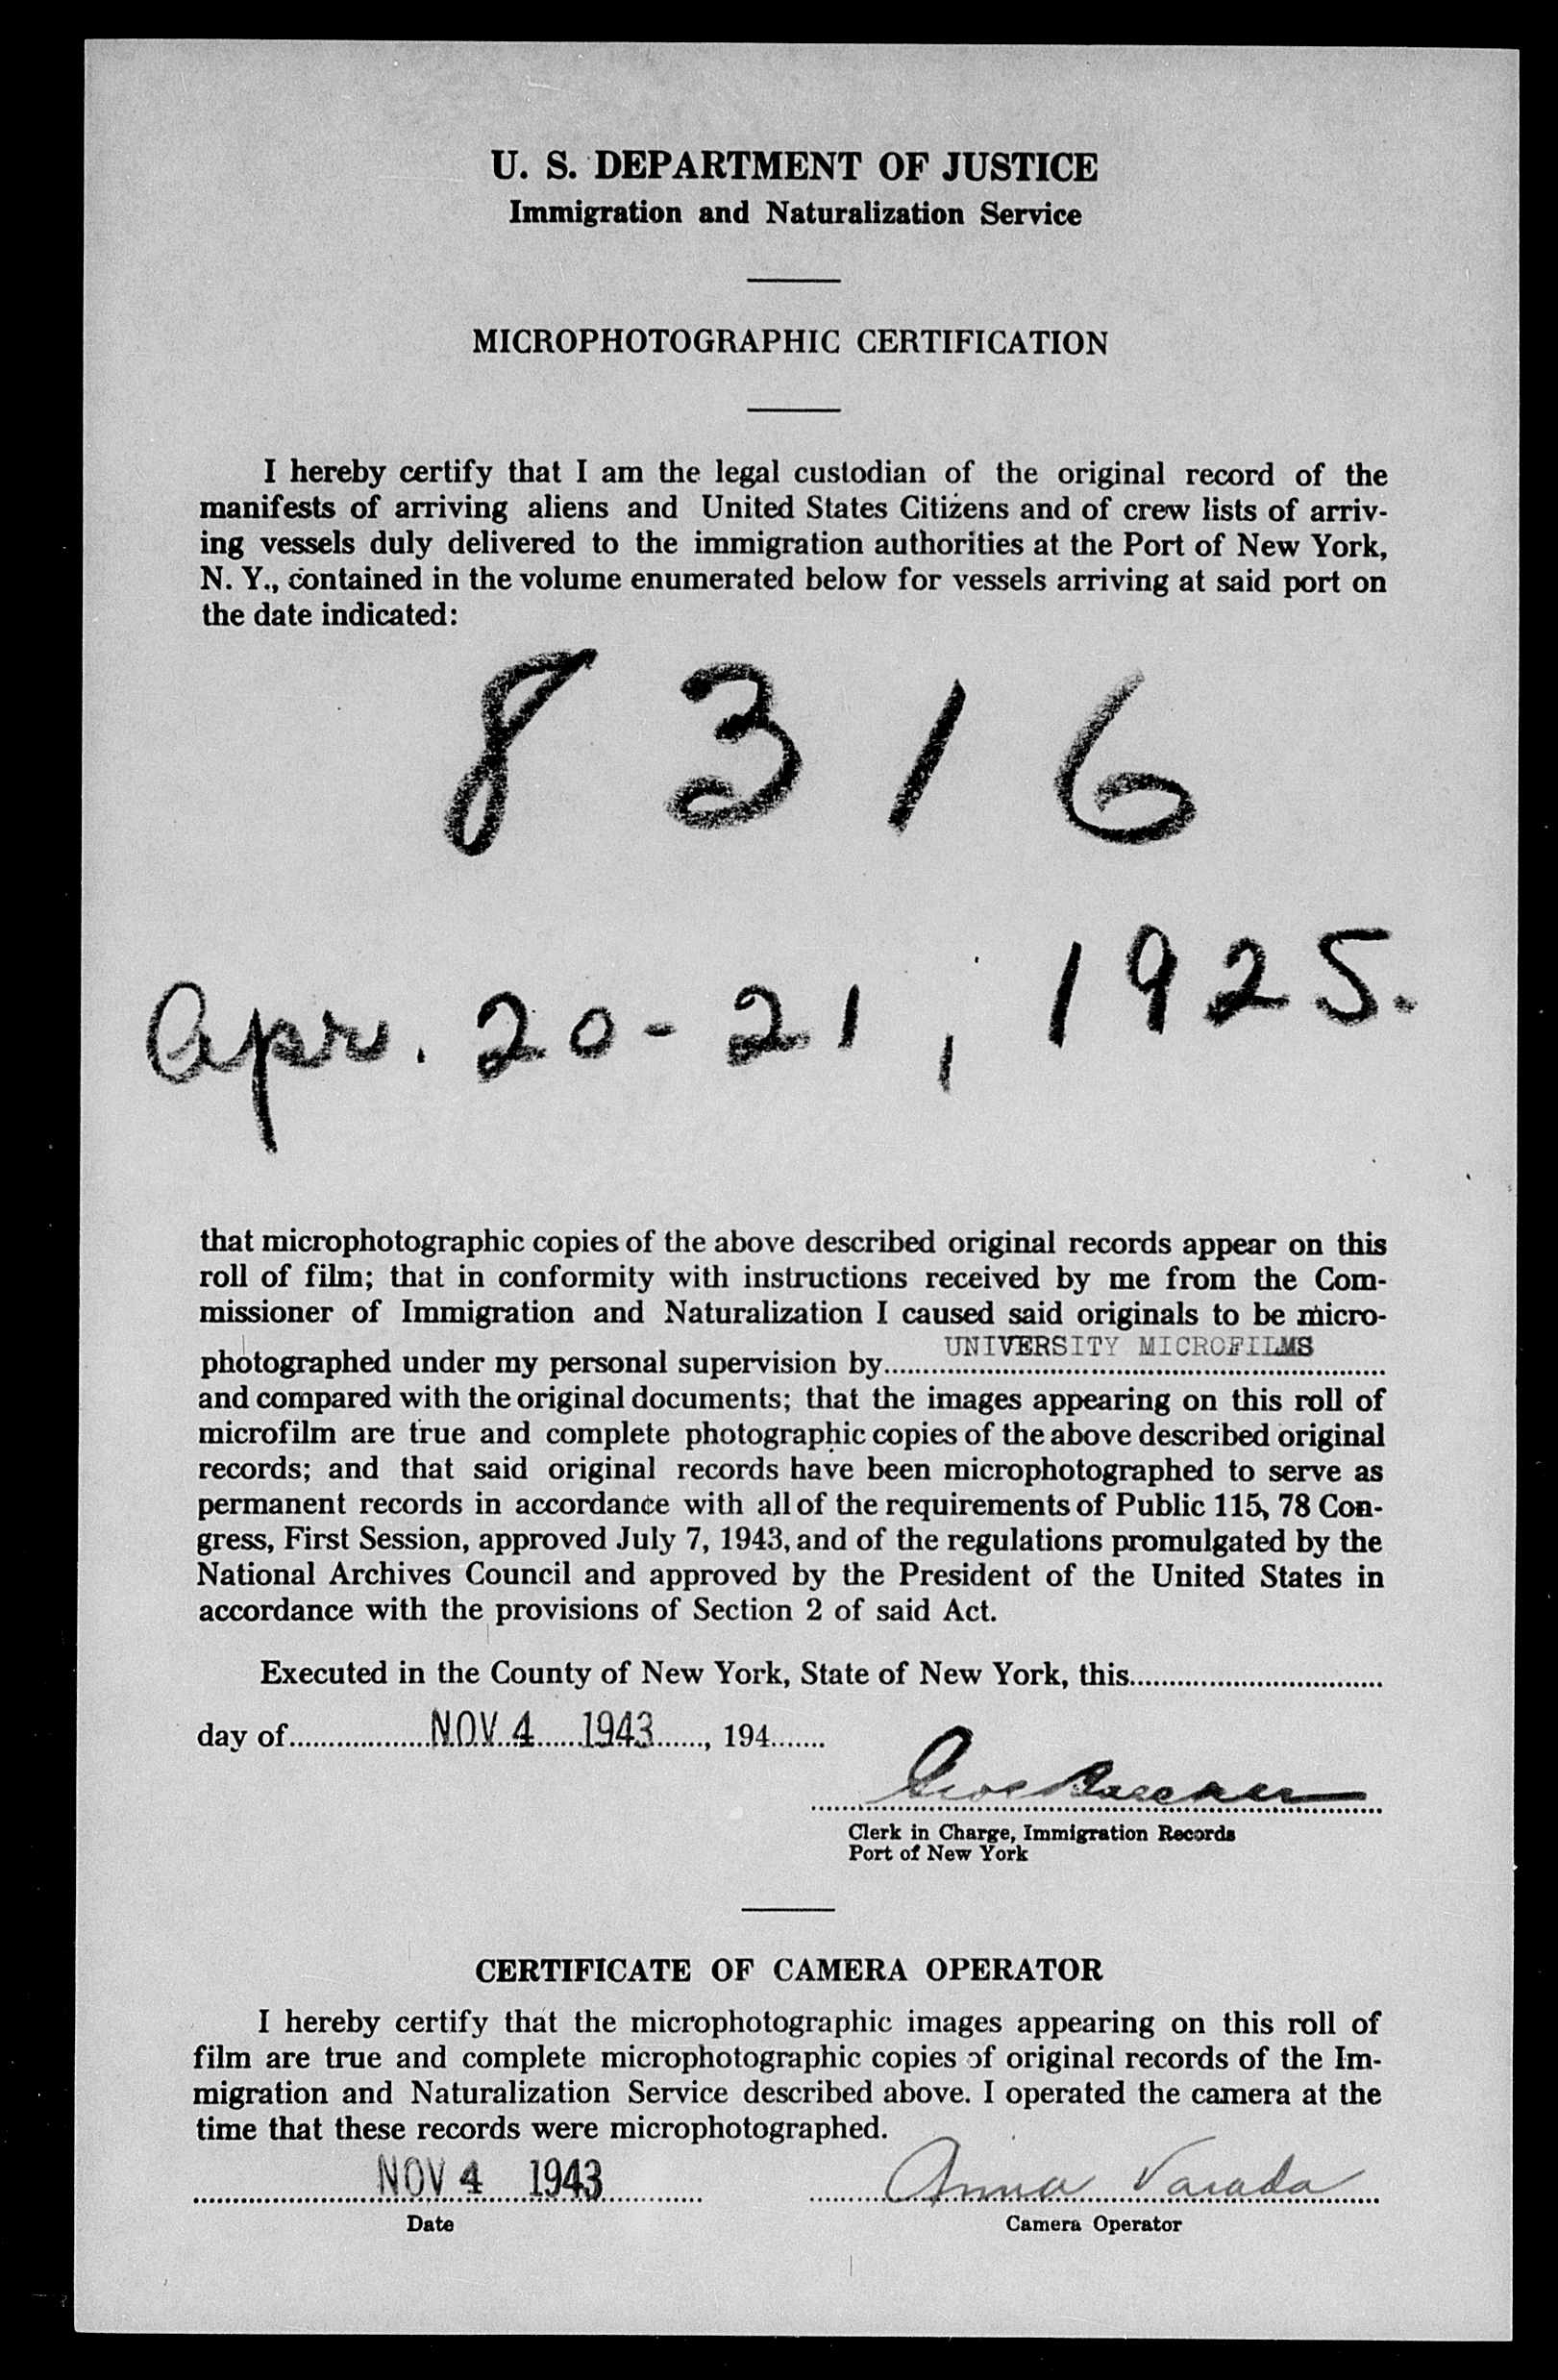 U. S. DEPARTMENT OF JUSTICE
Immigration and Naturalization Service
MICROPHOTOGRAPHIC CERTIFICATION
I hereby certify that I am the legal custodian of the original record of the
manifests of arriving aliens and United States Citizens and of crew lists of arriv-
ing vessels duly delivered to the immigration authorities at the Port of New York,
N. Y., contained in the volume enumerated below for vessels arriving at said port on
the date indicated:
8316
Apr. 20-21, 1925.
that microphotographic copies of the above described original records appear on this
roll of film; that in conformity with instructions received by me from the Com-
missioner of Immigration and Naturalization I caused said originals to be micro-
photographed under my personal supervision by UNIVERSITY MICROFILMS
and compared with the original documents; that the images appearing on this roll of
microfilm are true and complete photographic copies of the above described original
records; and that said original records have been microphotographed to serve as
permanent records in accordance with all of the requirements of Public 115, 78 Con-
gress, First Session, approved July 7, 1943, and of the regulations promulgated by the
National Archives Council and approved by the President of the United States in
accordance with the provisions of Section 2 of said Act.
Executed in the County of New York, State of New York, this
day of NOV 4 1943, 194
Clerk in Charge, Immigration Records
Port of New York
CERTIFICATE OF CAMERA OPERATOR
I hereby certify that the microphotographic images appearing on this roll of
film are true and complete microphotographic copies of original records of the Im-
migration and Naturalization Service described above. I operated the camera at the
time that these records were microphotographed.
NOV 4 1943 Anna
Date Camera Operator